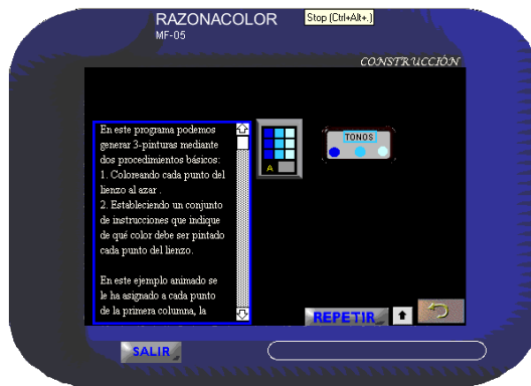 RAZONACOLOR
Stop (Ctrl+Alt+.)
MF-05
CONSTRUCCIÒN
En este programa podemos
generar 3-pinturas mediante
dos procedimientos básicos:
1. Coloreando cada punto del
lienzo al azar .
2. Estableciendo un conjunto
de instrucciones que indique
de qué color debe ser pintado
cada punto del lienzo.
En este ejemplo animado se
le ha asignado a cada punto
de la primera columna, la
A
TONOS
REPETIR
SALIR